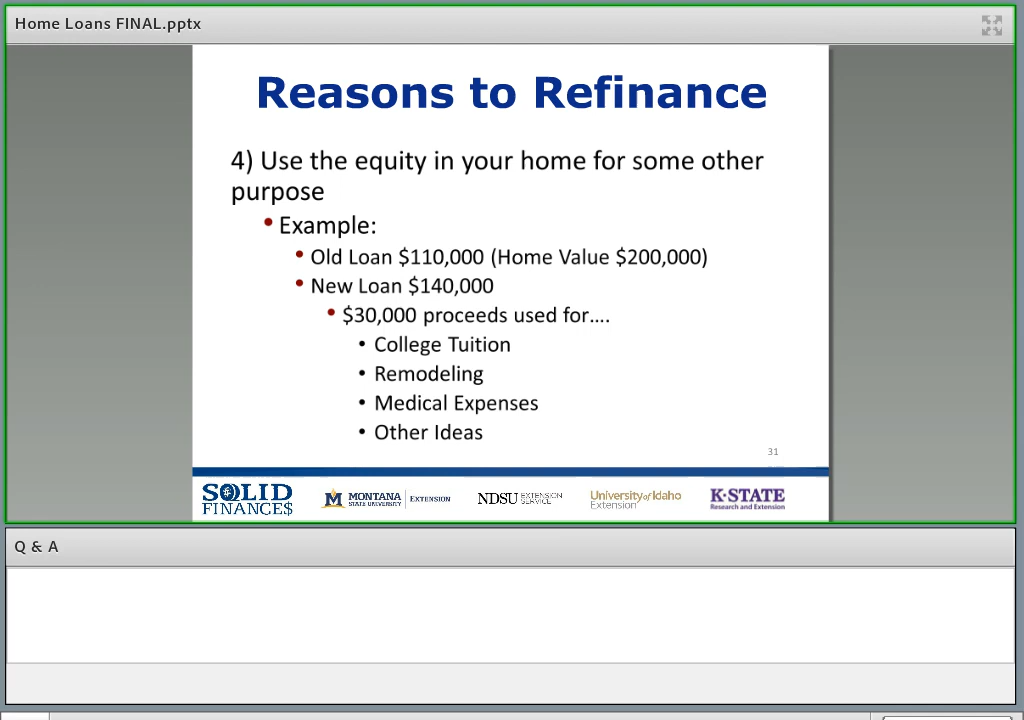 Home Loans FINAL.pptx
Reasons to Refinance
4) Use the equity in your home for some other
purpose
• Example:
• Old Loan $110,000 (Home Value $200,000)
• New Loan $140,000
• $30,000 proceeds used for….
• College Tuition
• Remodeling
• Medical Expenses
• Other Ideas
31
SOLID
FINANCE$
M MONTANA
STATE UNIVERSITY
EXTENSION
NDSU EXTENSION
SERVICE
University of Idaho
Extension
K-STATE
Research and Extension
Q & A